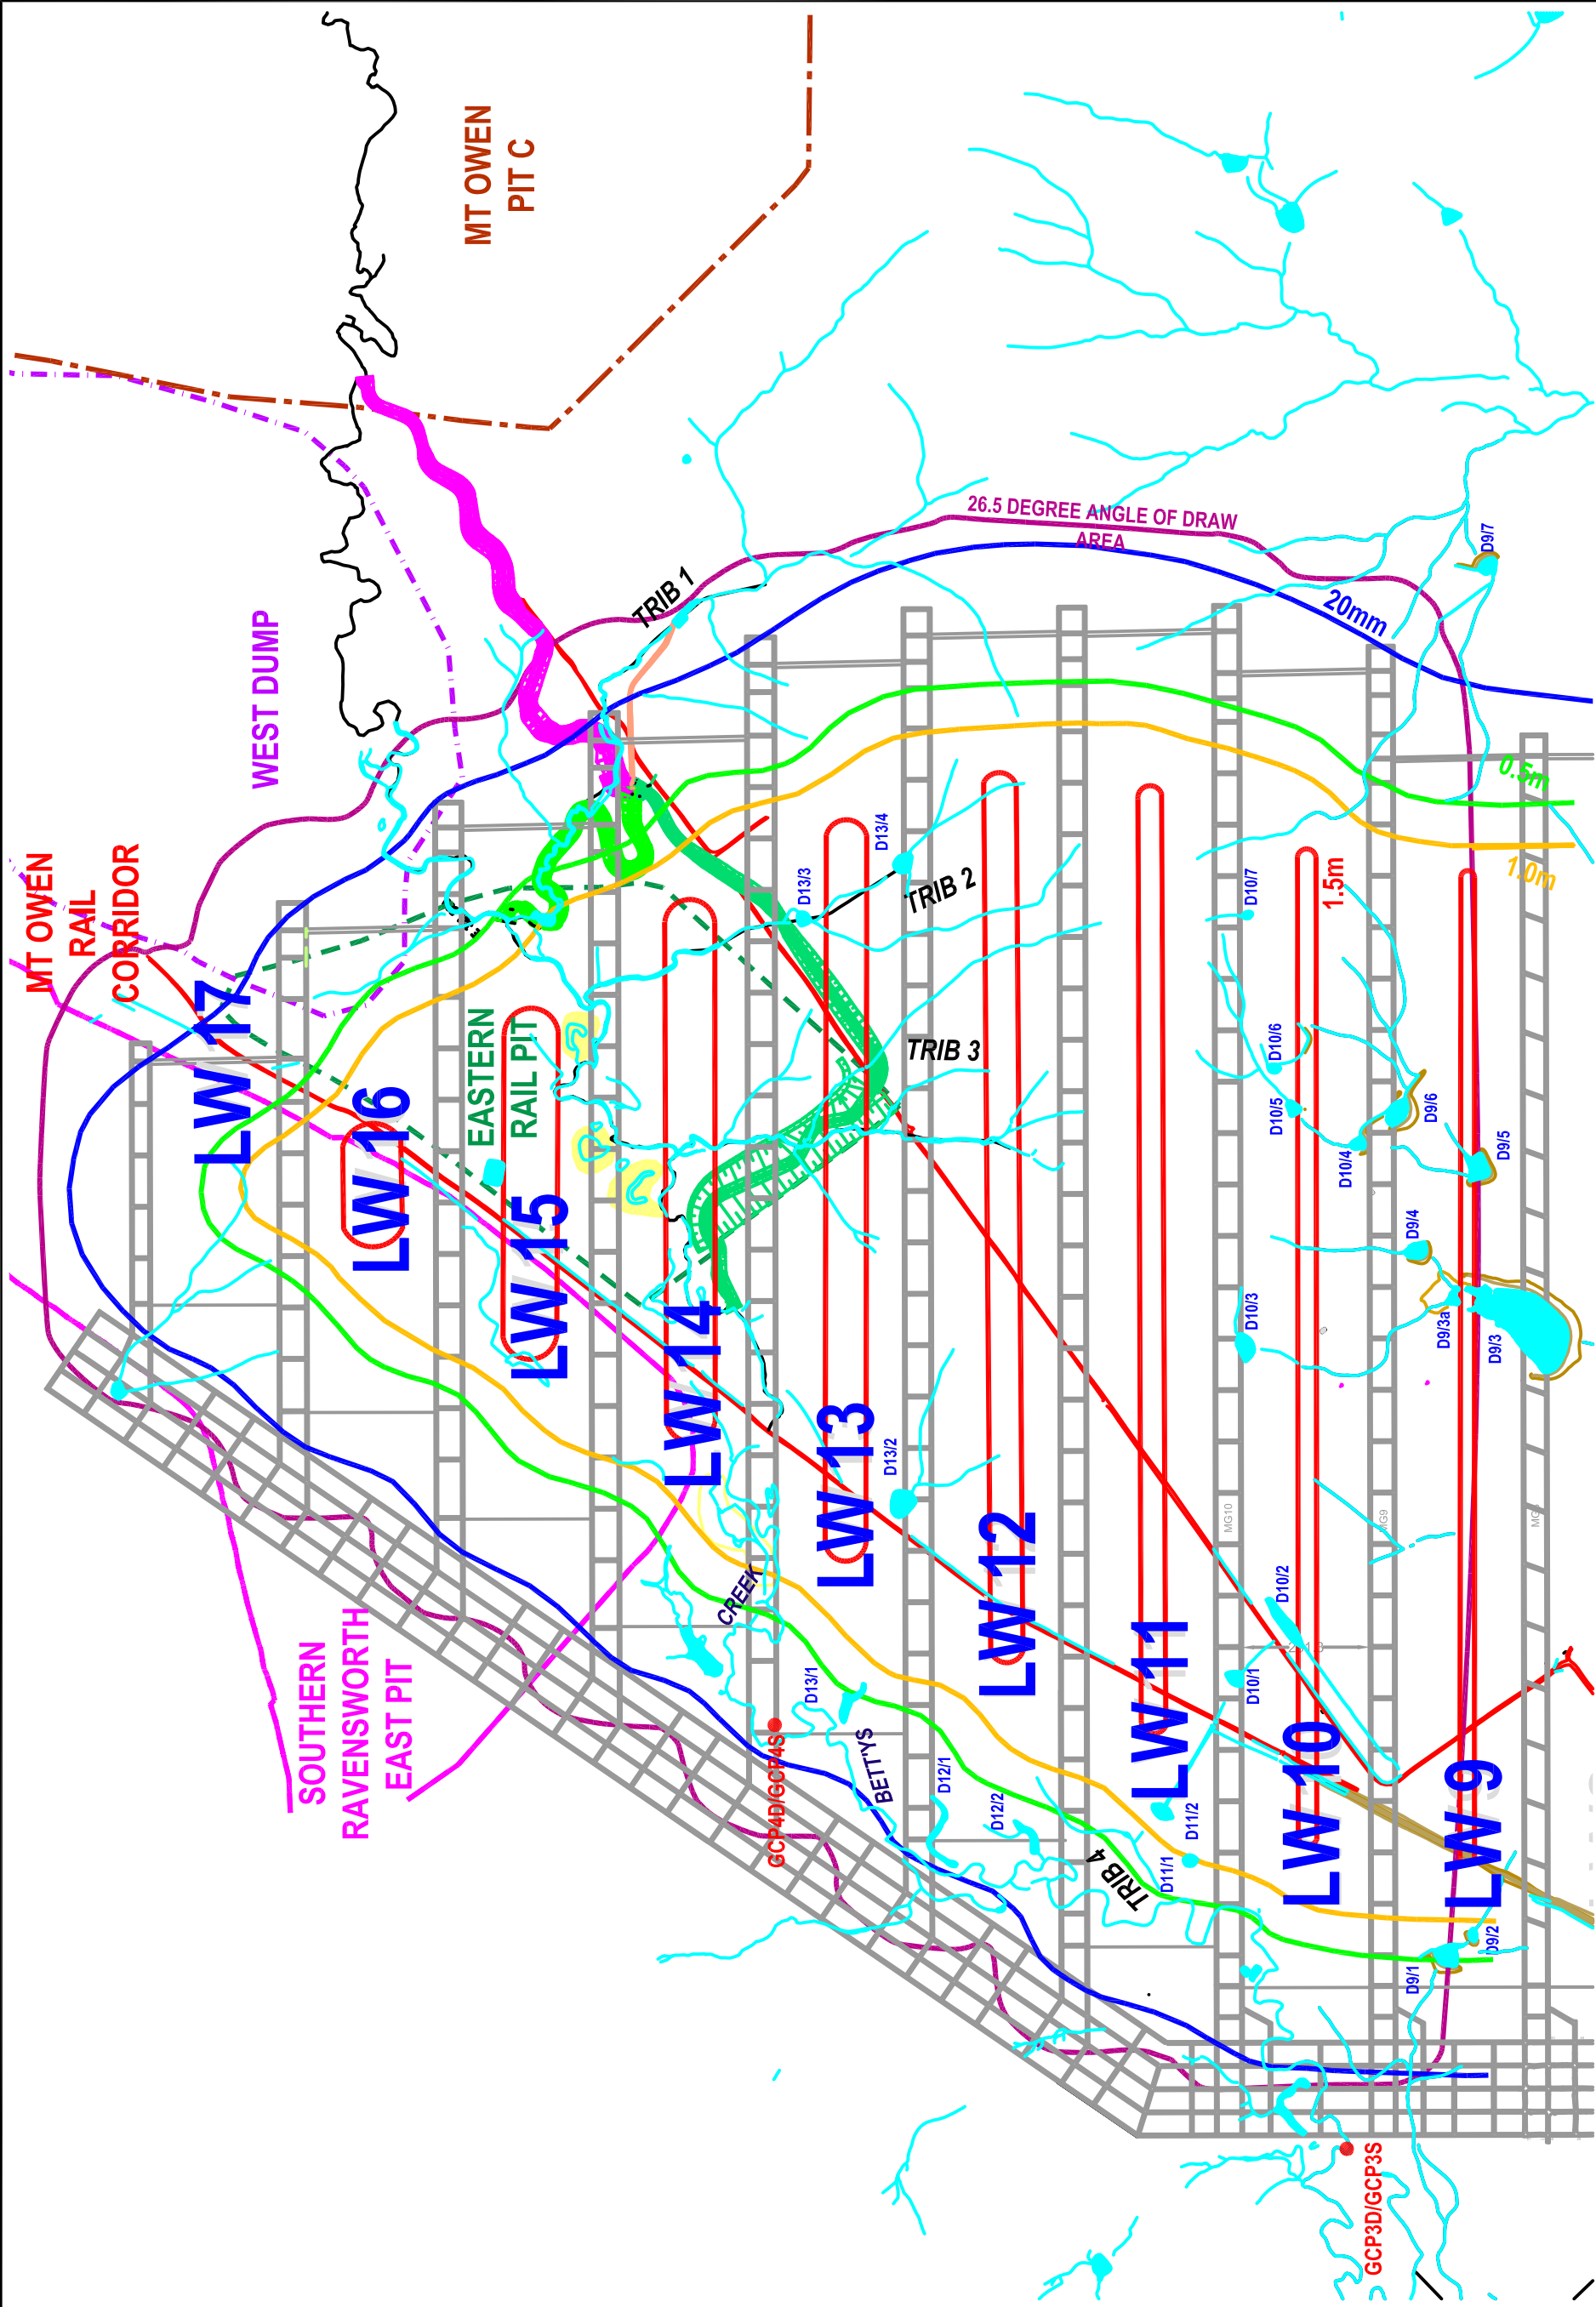 MT OWEN
PIT C
WEST DUMP
26.5 DEGREE ANGLE OF DRAW
AREA
TRIB 1
20mm
D9/7
0.5m
1.0m
1.5m
MT OWEN
RAIL
CORRIDOR
D13/4
D13/3
TRIB 2
D10/7
LW 17
EASTERN
RAIL PIT
TRIB 3
D10/6
D10/5
D10/4
D9/6
D9/5
LW 16
LW 15
D9/4
D9/3a
D9/3
D10/3
LW 14
LW 13
D13/2
LW 12
MG10
MG9
CREEK
D10/2
D10/1
LW 11
SOUTHERN
RAVENSWORTH
EAST PIT
D13/1
GCP4D/GCP4S
BETTYS
D12/1
D12/2
D11/2
D11/1
TRIB 4
LW 10
LW 9
D9/2
D9/1
GCP3D/GCP3S